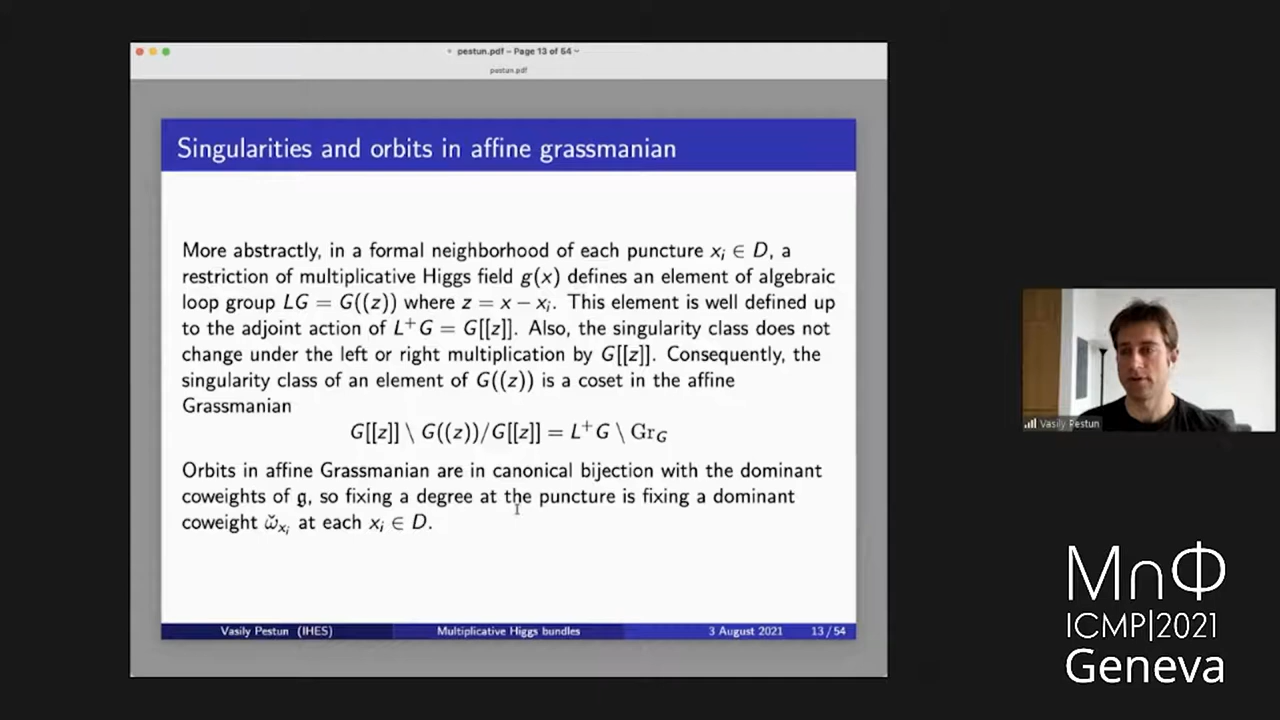 pestun.pdf – Page 13 of 54
pestun.pdf
Singularities and orbits in affine grassmanian
More abstractly, in a formal neighborhood of each puncture xᵢ ∈ D, a
restriction of multiplicative Higgs field g(x) defines an element of algebraic
loop group LG = G((z)) where z = x − xᵢ. This element is well defined up
to the adjoint action of L⁺G = G[[z]]. Also, the singularity class does not
change under the left or right multiplication by G[[z]]. Consequently, the
singularity class of an element of G((z)) is a coset in the affine
Grassmanian
G[[z]] \ G((z))/G[[z]] = L⁺G \ Gr_G
Orbits in affine Grassmanian are in canonical bijection with the dominant
coweights of 𝔤, so fixing a degree at the puncture is fixing a dominant
coweight ω̌_{xᵢ} at each xᵢ ∈ D.
Vasily Pestun (IHES) Multiplicative Higgs bundles 3 August 2021 13 / 54
Vasily Pestun
M∩Φ
ICMP|2021
Geneva